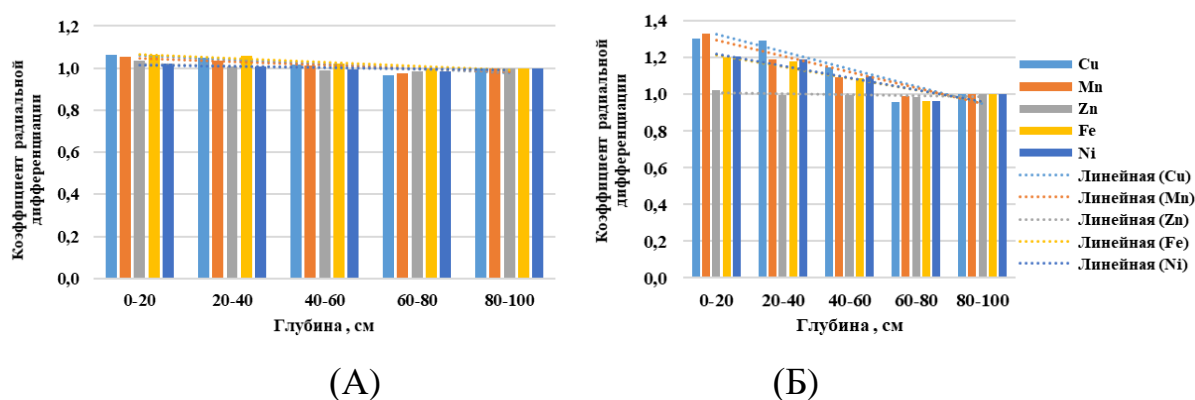 Коэффициент радиальной
дифференциации
1,2
1,0
0,8
0,6
0,4
0,2
0,0
0-20
20-40
40-60
60-80
80-100
Глубина , см
(А)
Коэффициент радиальной
дифференциации
1,4
1,2
1,0
0,8
0,6
0,4
0,2
0,0
0-20
20-40
40-60
60-80
80-100
Глубина , см
(Б)
Cu
Mn
Zn
Fe
Ni
Линейная (Cu)
Линейная (Mn)
Линейная (Zn)
Линейная (Fe)
Линейная (Ni)